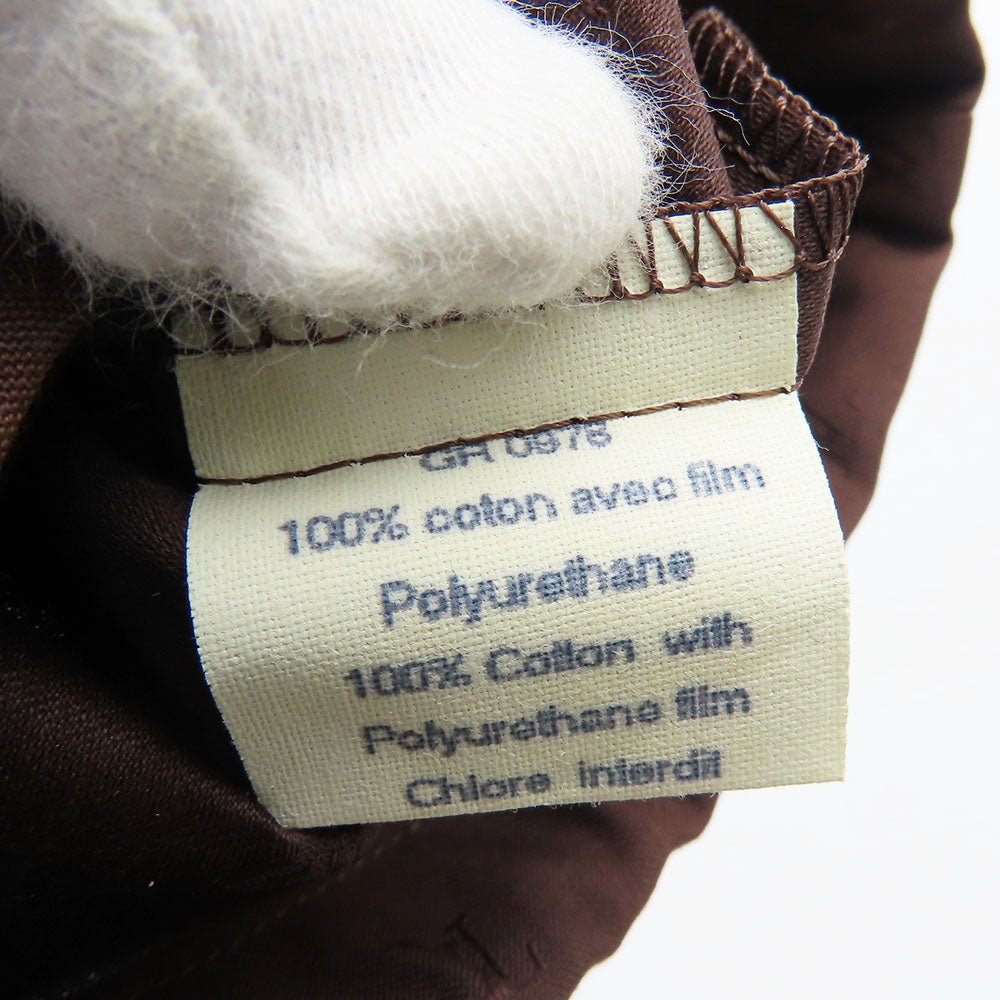 100% coton avec film
Polyurethane
100% Cotton with
Polyurethane film
Chlore interdit